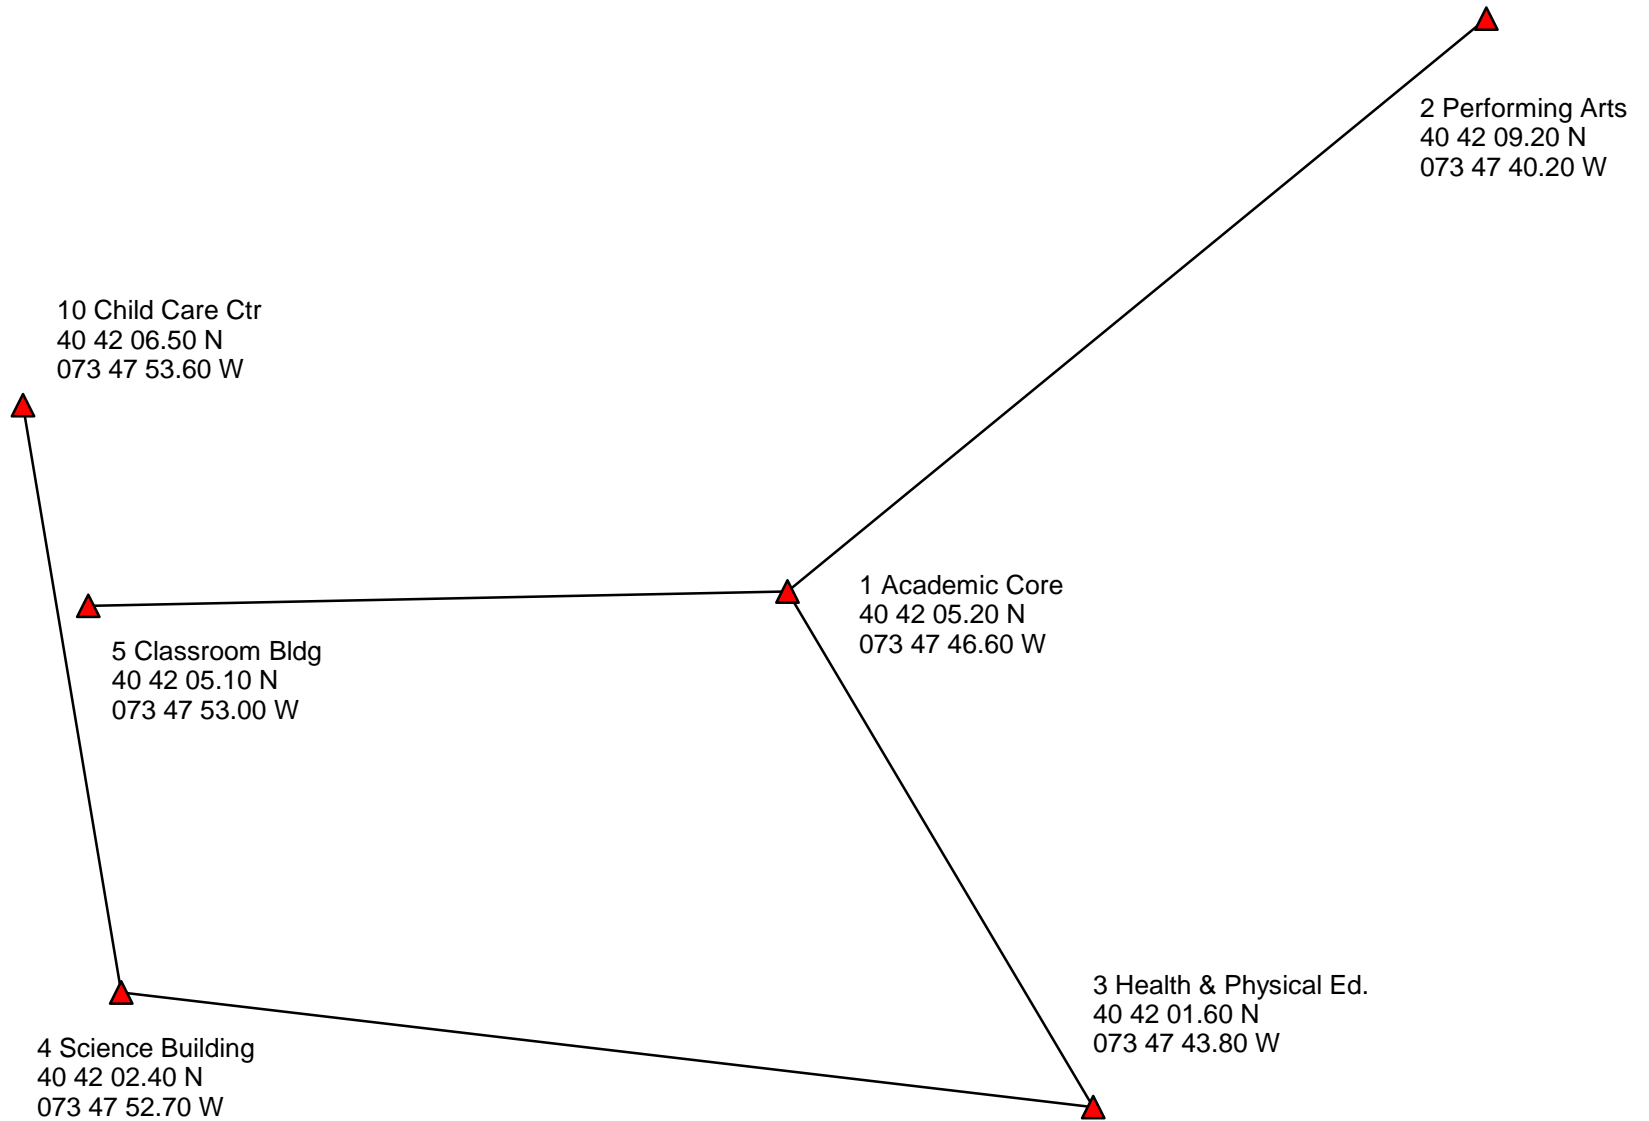 2 Performing Arts
40 42 09.20 N
073 47 40.20 W
10 Child Care Ctr
40 42 06.50 N
073 47 53.60 W
1 Academic Core
40 42 05.20 N
073 47 46.60 W
5 Classroom Bldg
40 42 05.10 N
073 47 53.00 W
3 Health & Physical Ed.
40 42 01.60 N
073 47 43.80 W
4 Science Building
40 42 02.40 N
073 47 52.70 W